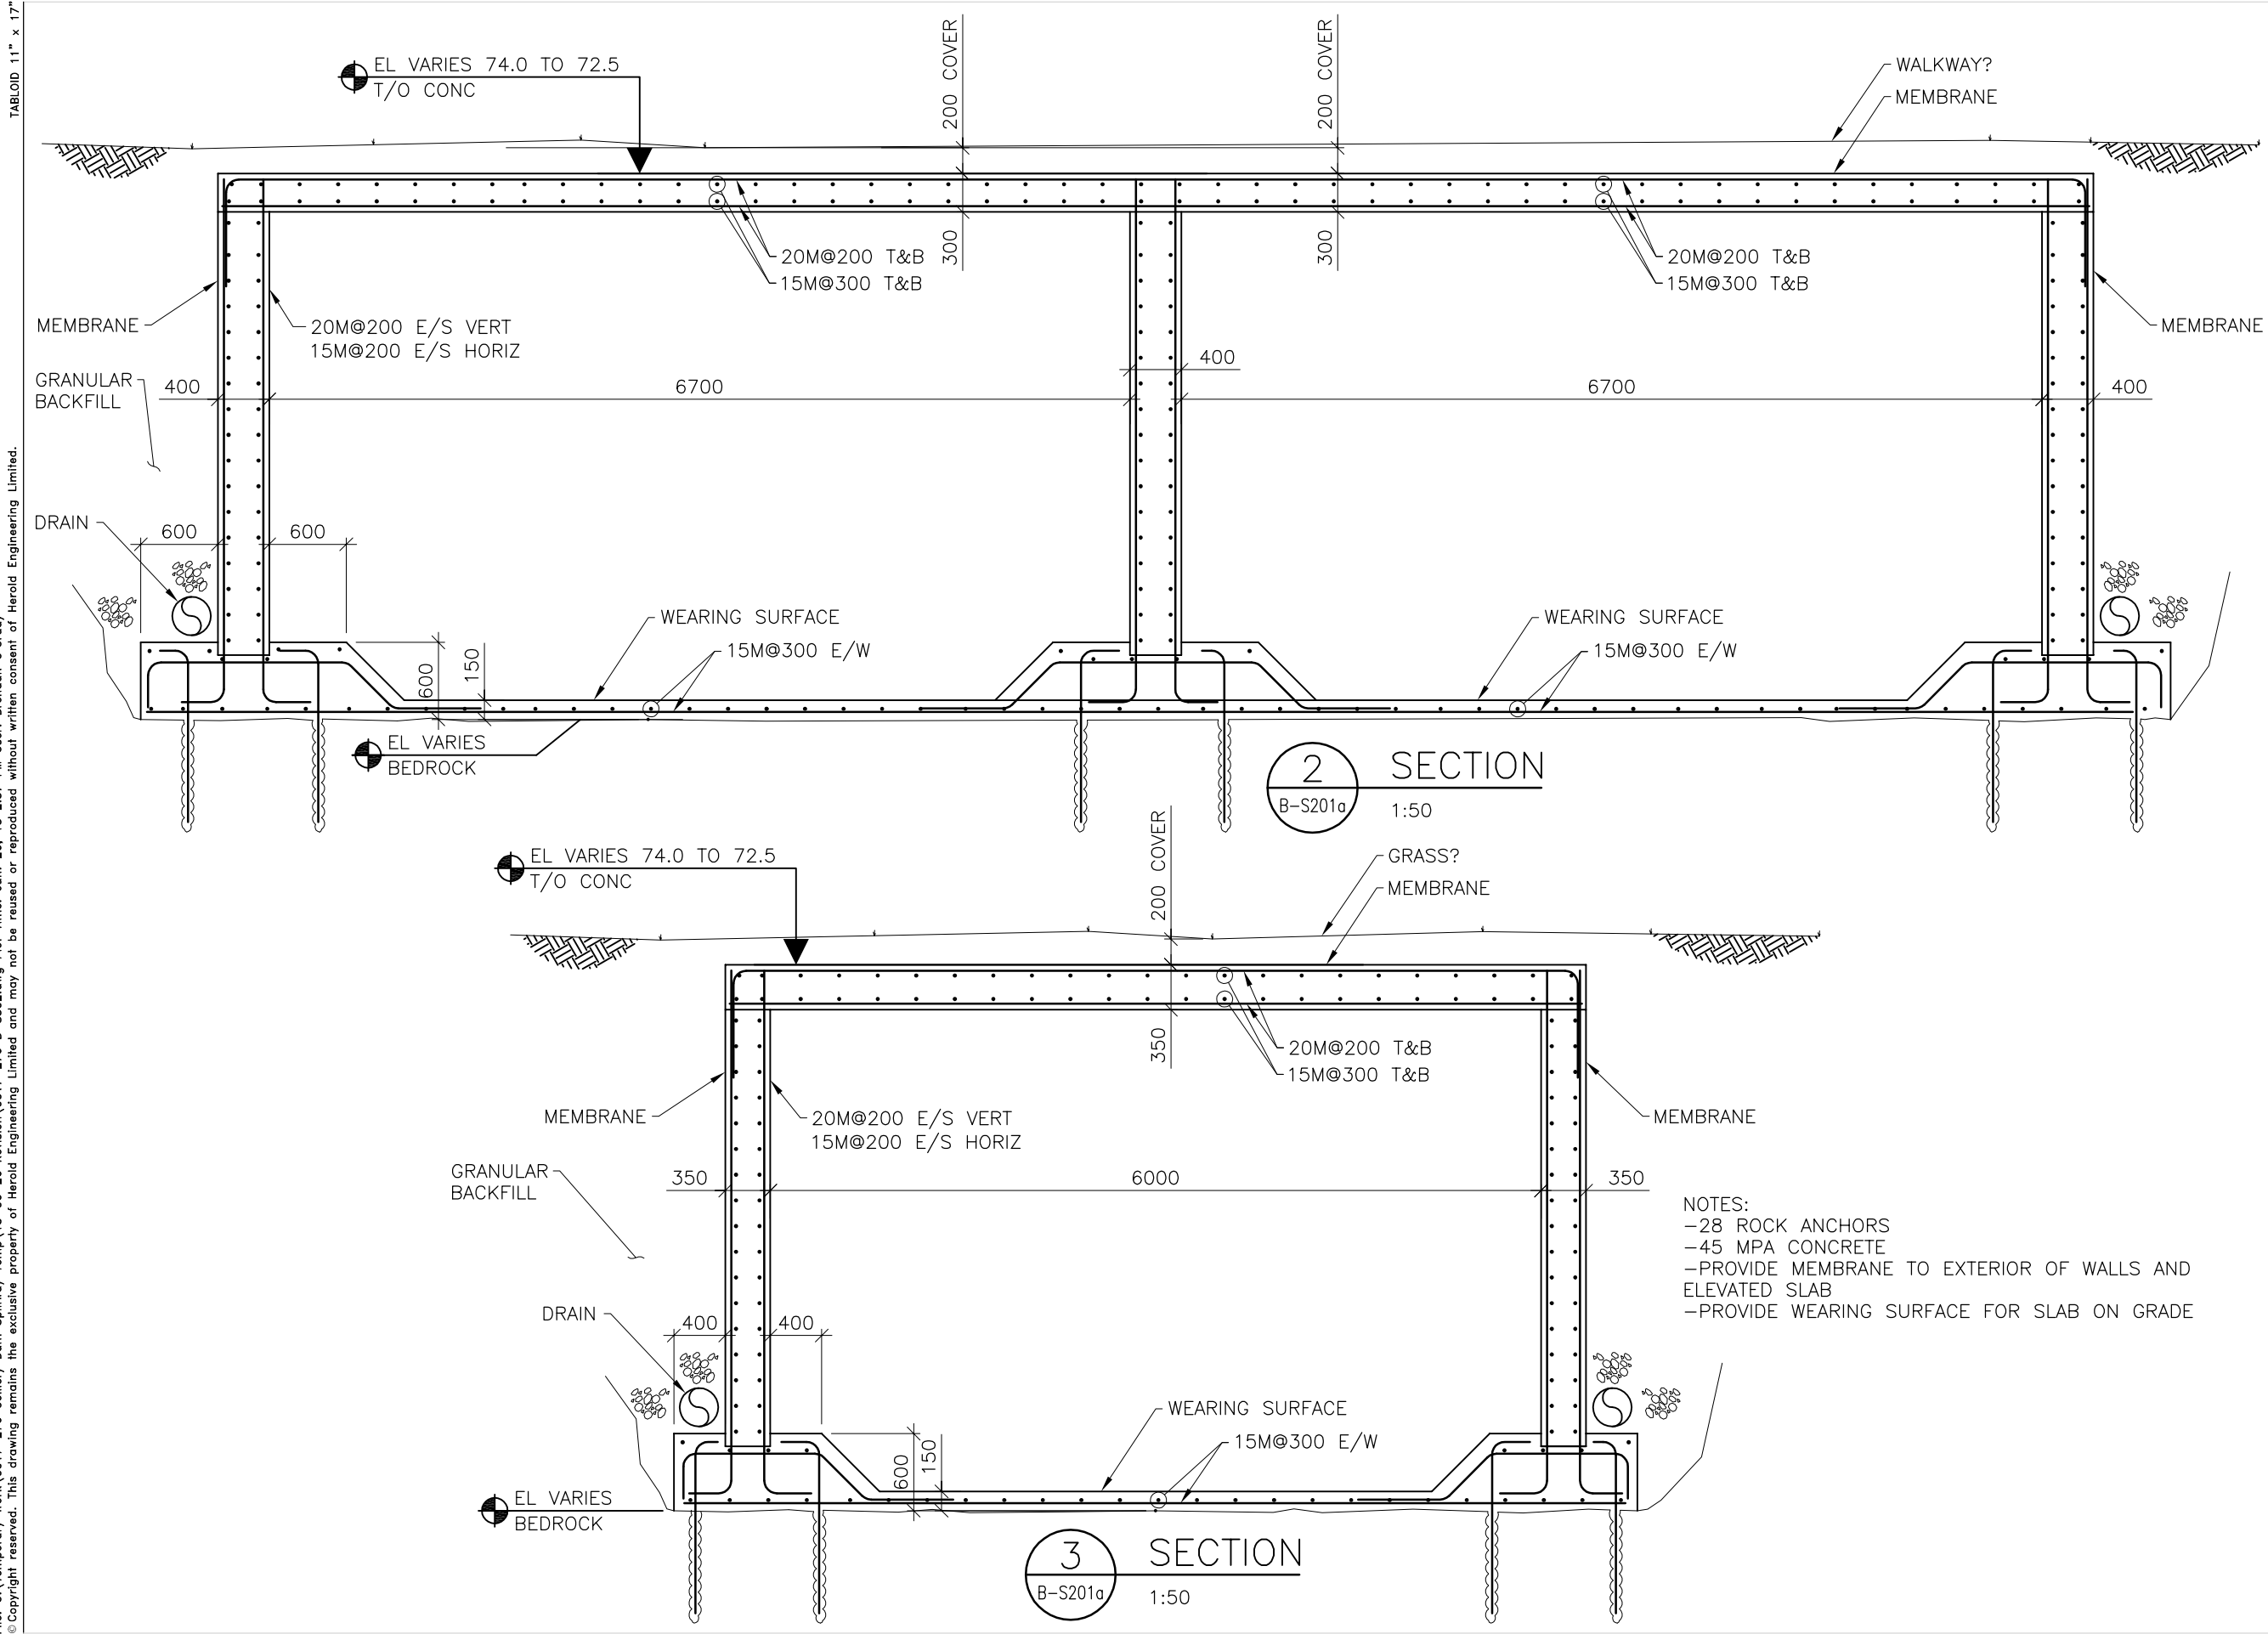 TABLOID 11" x 17"
© Copyright reserved. This drawing remains the exclusive property of Herold Engineering Limited and may not be reused or reproduced without written consent of Herold Engineering Limited.
EL VARIES 74.0 TO 72.5
T/O CONC
200 COVER
200 COVER
WALKWAY?
MEMBRANE
300
300
20M@200 T&B
15M@300 T&B
20M@200 T&B
15M@300 T&B
MEMBRANE
20M@200 E/S VERT
15M@200 E/S HORIZ
MEMBRANE
GRANULAR
BACKFILL
400
6700
400
6700
400
DRAIN
600
600
WEARING SURFACE
15M@300 E/W
WEARING SURFACE
15M@300 E/W
600
150
EL VARIES
BEDROCK
2
B-S201a
SECTION
1:50
EL VARIES 74.0 TO 72.5
T/O CONC
200 COVER
GRASS?
MEMBRANE
350
20M@200 T&B
15M@300 T&B
MEMBRANE
20M@200 E/S VERT
15M@200 E/S HORIZ
MEMBRANE
GRANULAR
BACKFILL
350
6000
350
NOTES:
-28 ROCK ANCHORS
-45 MPA CONCRETE
-PROVIDE MEMBRANE TO EXTERIOR OF WALLS AND
ELEVATED SLAB
-PROVIDE WEARING SURFACE FOR SLAB ON GRADE
DRAIN
400
400
WEARING SURFACE
15M@300 E/W
600
150
EL VARIES
BEDROCK
3
B-S201a
SECTION
1:50